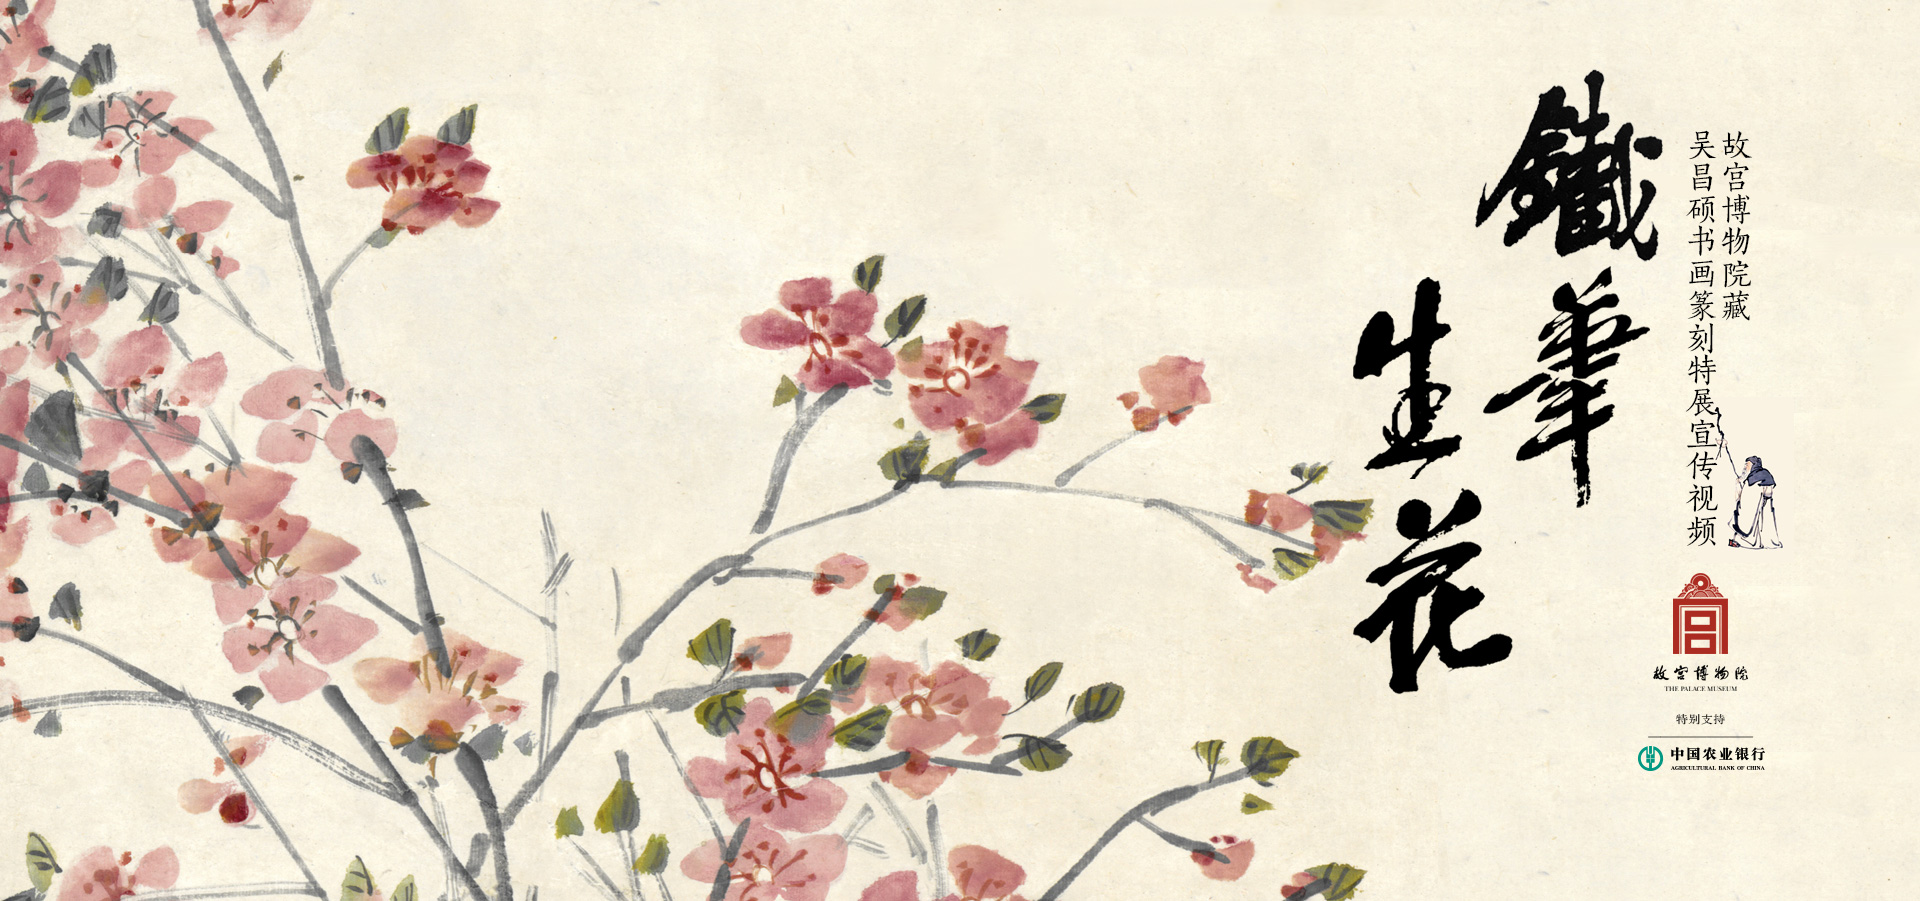 故宫博物院藏
吴昌硕书画篆刻特展宣传视频
鐵筆
生花
宫
故宫博物院
THE PALACE MUSEUM
特别支持
中国农业银行
AGRICULTURAL BANK OF CHINA